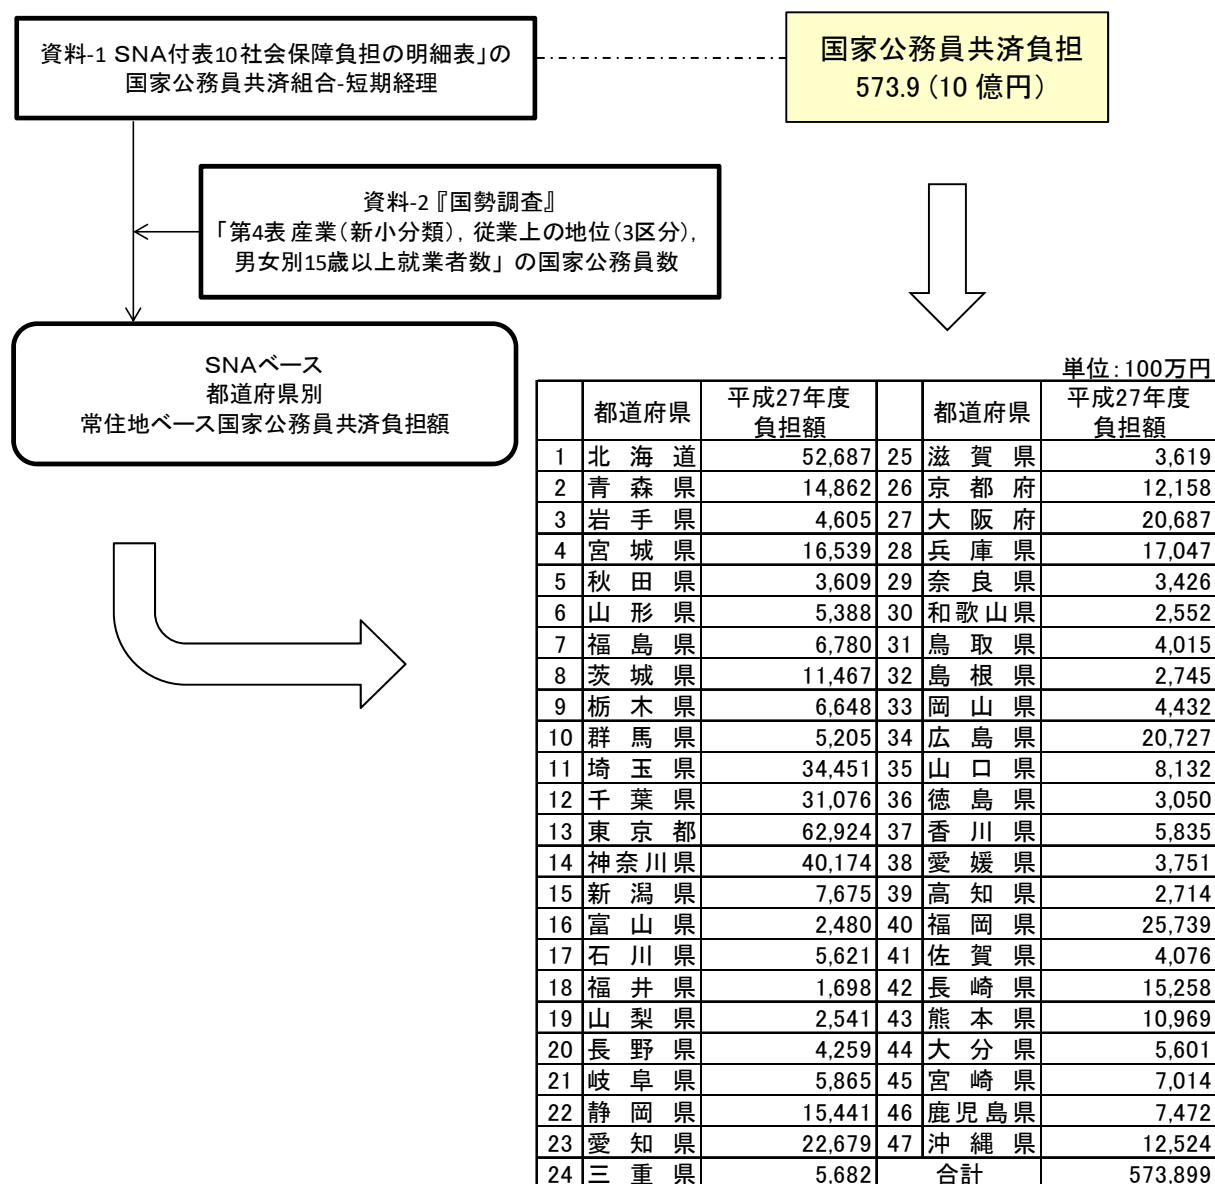 資料-1 SNA付表10社会保障負担の明細表」の
国家公務員共済組合-短期経理
国家公務員共済負担
573.9（10 億円）
資料-2『国勢調査』
「第4表 産業（新小分類），従業上の地位（3区分），
男女別15歳以上就業者数」の国家公務員数
SNAベース
都道府県別
常住地ベース国家公務員共済負担額
単位：100万円
都道府県 平成27年度負担額 都道府県 平成27年度負担額
1 北海道 52,687 25 滋賀県 3,619
2 青森県 14,862 26 京都府 12,158
3 岩手県 4,605 27 大阪府 20,687
4 宮城県 16,539 28 兵庫県 17,047
5 秋田県 3,609 29 奈良県 3,426
6 山形県 5,388 30 和歌山県 2,552
7 福島県 6,780 31 鳥取県 4,015
8 茨城県 11,467 32 島根県 2,745
9 栃木県 6,648 33 岡山県 4,432
10 群馬県 5,205 34 広島県 20,727
11 埼玉県 34,451 35 山口県 8,132
12 千葉県 31,076 36 徳島県 3,050
13 東京都 62,924 37 香川県 5,835
14 神奈川県 40,174 38 愛媛県 3,751
15 新潟県 7,675 39 高知県 2,714
16 富山県 2,480 40 福岡県 25,739
17 石川県 5,621 41 佐賀県 4,076
18 福井県 1,698 42 長崎県 15,258
19 山梨県 2,541 43 熊本県 10,969
20 長野県 4,259 44 大分県 5,601
21 岐阜県 5,865 45 宮崎県 7,014
22 静岡県 15,441 46 鹿児島県 7,472
23 愛知県 22,679 47 沖縄県 12,524
24 三重県 5,682 合計 573,899